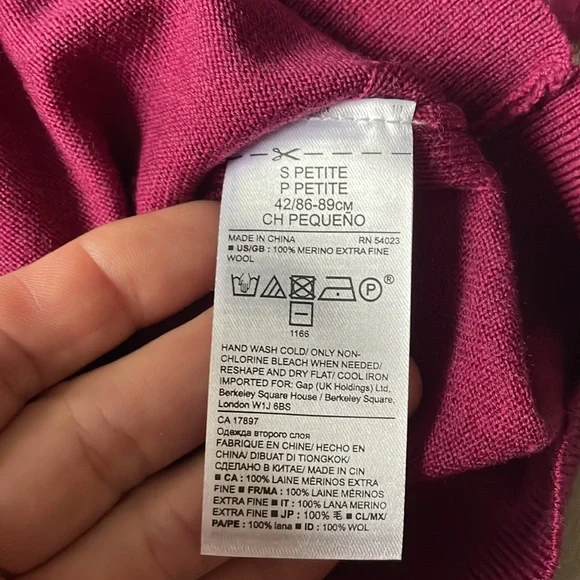 S PETITE
P PETITE
42/86-89CM
CH PEQUEÑO
MADE IN CHINA RN 54023
■ US/GB : 100% MERINO EXTRA FINE
WOOL
P®
1166
HAND WASH COLD/ ONLY NON-
CHLORINE BLEACH WHEN NEEDED/
RESHAPE AND DRY FLAT/ COOL IRON
IMPORTED FOR: Gap (UK Holdings) Ltd,
Berkeley Square House / Berkeley Square,
London W1J 6BS
CA 17897
Одежда второго слоя
FABRIQUE EN CHINE/ HECHO EN
CHINA/ DIBUAT DI TIONGKOK/
СДЕЛАНО В КИТАЕ/ MADE IN CIN
■ CA : 100% LAINE MÉRINOS EXTRA
FINE ■ FR/MA : 100% LAINE MÉRINOS
EXTRA FINE ■ IT : 100% LANA MERINO
EXTRA FINE ■ JP : 100% 毛 ■ CL/MX/
PA/PE : 100% lana ■ ID : 100% WOL